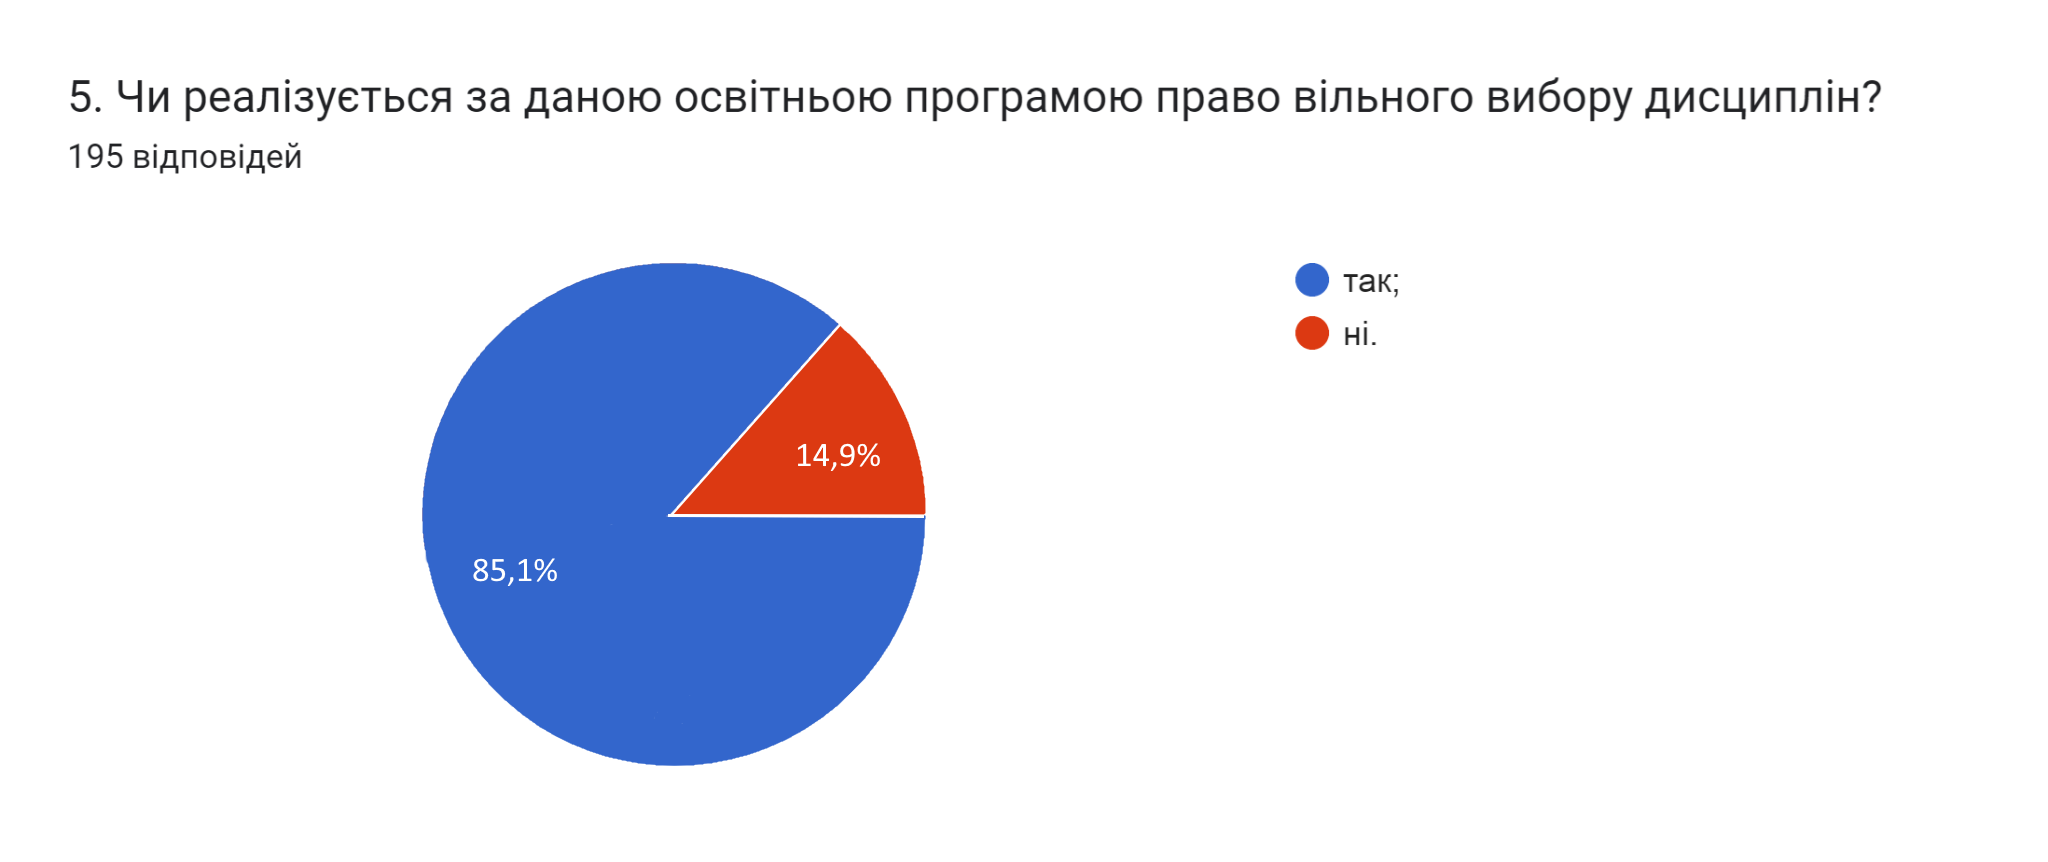 5. Чи реалізується за даною освітньою програмою право вільного вибору дисциплін?
195 відповідей
так;
ні.
14,9%
85,1%